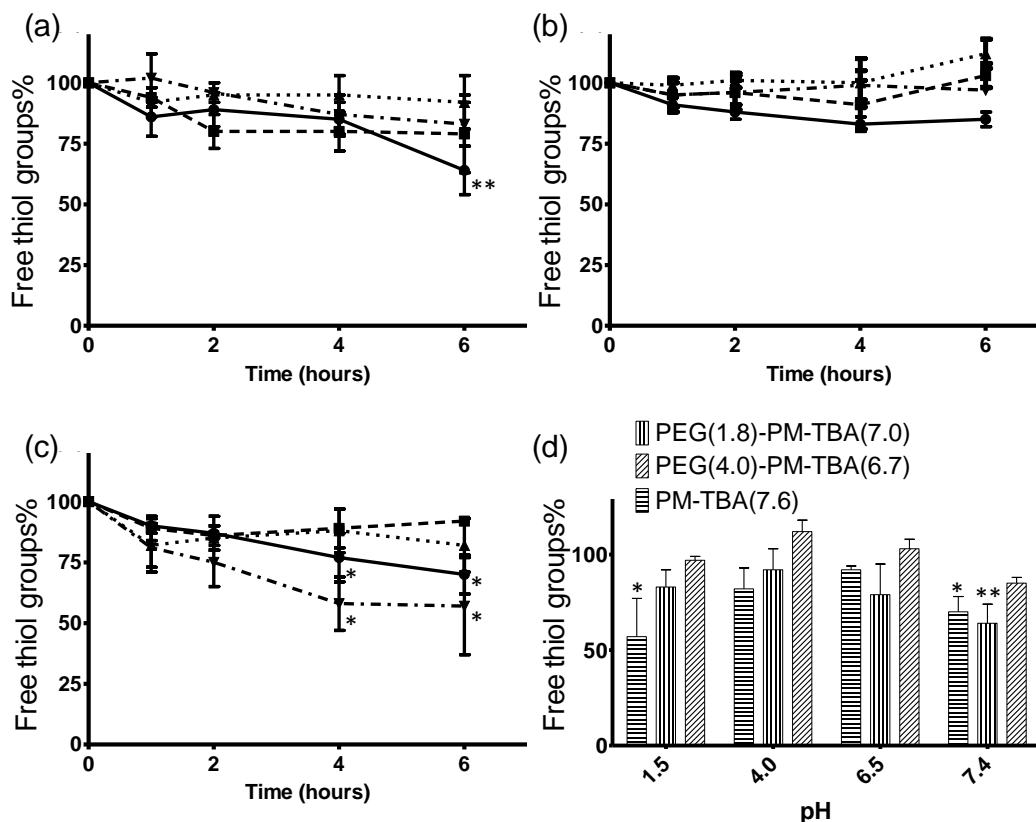 (a)
Free thiol groups%
100
75
50
25
0
0 2 4 6
Time (hours)
**
(b)
Free thiol groups%
100
75
50
25
0
0 2 4 6
Time (hours)
(c)
Free thiol groups%
100
75
50
25
0
0 2 4 6
Time (hours)
*
*
*
*
(d)
PEG(1.8)-PM-TBA(7.0)
PEG(4.0)-PM-TBA(6.7)
PM-TBA(7.6)
Free thiol groups%
100
50
0
* * **
1.5 4.0 6.5 7.4
pH